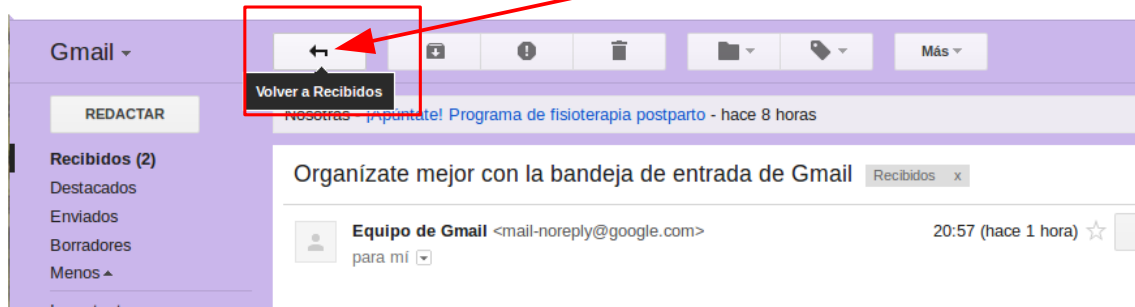 Gmail
Más
Volver a Recibidos
REDACTAR
Nosotras - ¡Apúntate! Programa de fisioterapia postparto - hace 8 horas
Recibidos (2)
Organízate mejor con la bandeja de entrada de Gmail Recibidos x
Destacados
Enviados
Equipo de Gmail <mail-noreply@google.com> 20:57 (hace 1 hora)
Borradores
para mí
Menos